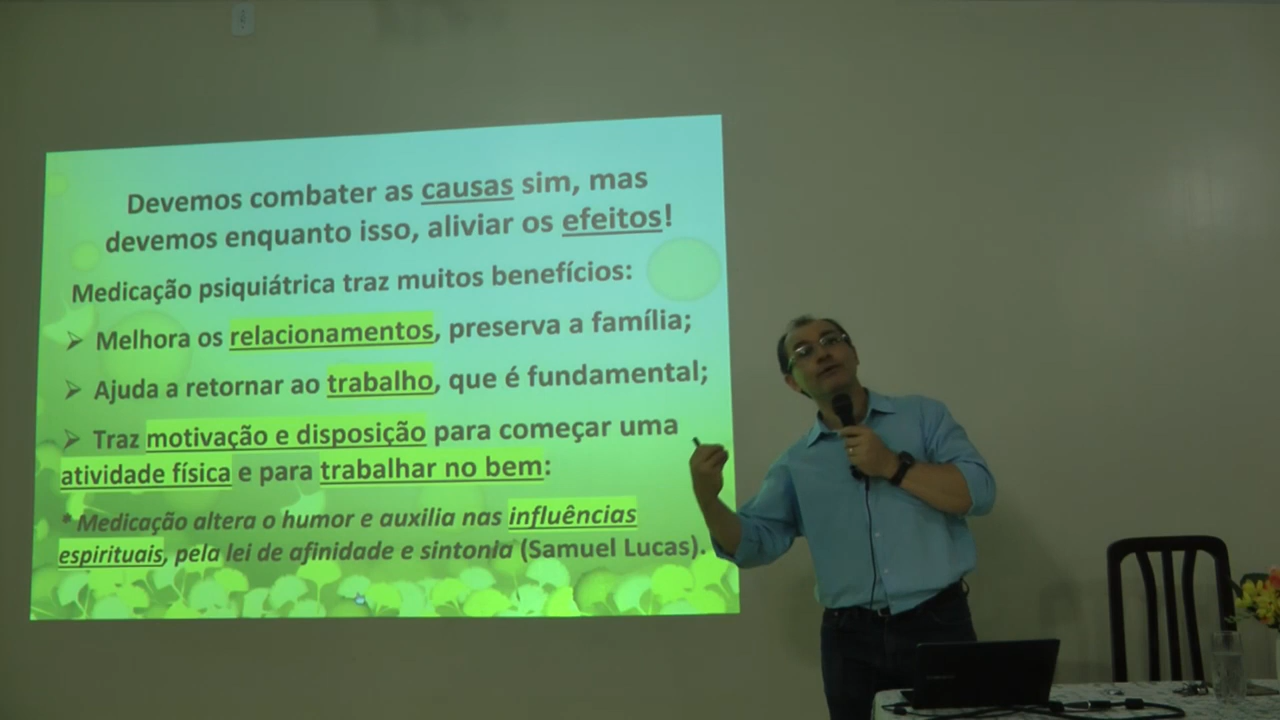 Devemos combater as causas sim, mas
devemos enquanto isso, aliviar os efeitos!
Medicação psiquiátrica traz muitos benefícios:
➢ Melhora os relacionamentos, preserva a família;
➢ Ajuda a retornar ao trabalho, que é fundamental;
➢ Traz motivação e disposição para começar uma
atividade física e para trabalhar no bem:
* Medicação altera o humor e auxilia nas influências
espirituais, pela lei de afinidade e sintonia (Samuel Lucas).